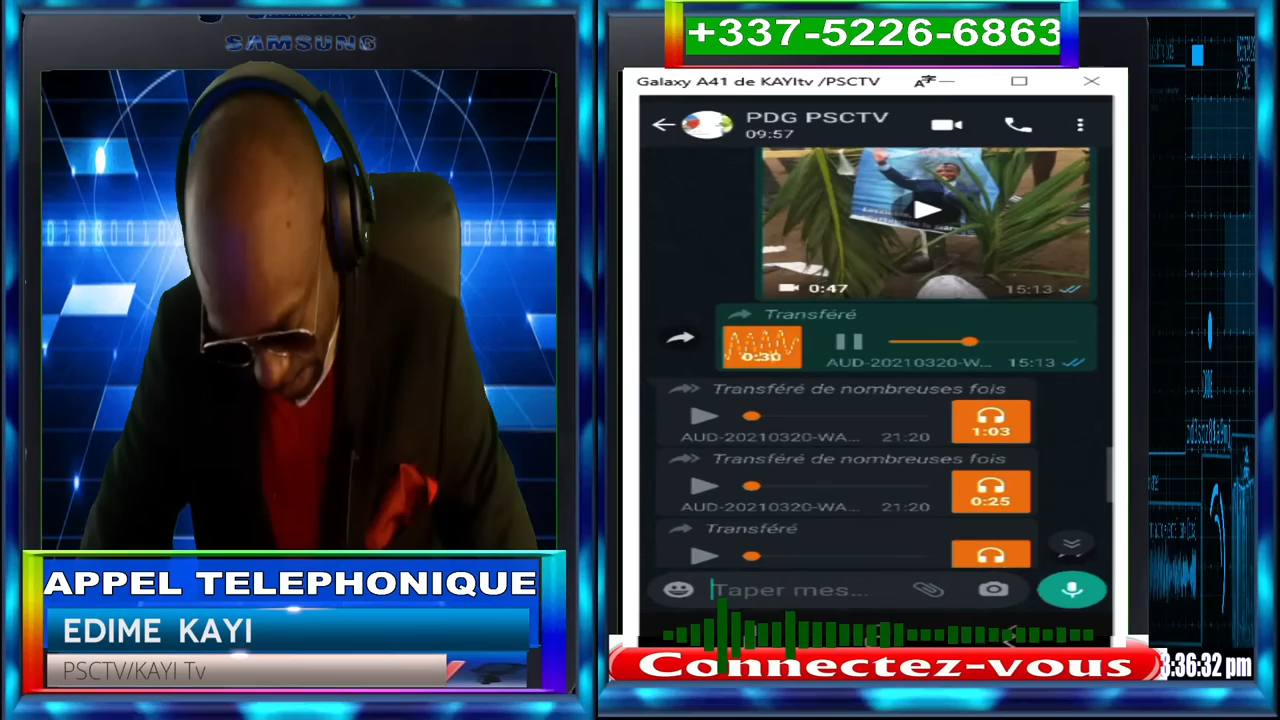 SAMSUNG
APPEL TELEPHONIQUE
EDIME KAYI
PSCTV/KAYI Tv
+337-5226-6863
Galaxy A41 de KAYItv /PSCTV
PDG PSCTV
09:57
0:47
15:13
Transféré
0:30
AUD-20210320-W...
15:13
Transféré de nombreuses fois
1:03
AUD-20210320-WA...
21:20
Transféré de nombreuses fois
0:25
AUD-20210320-WA...
21:20
Transféré
Taper mes...
Connectez-vous
3:36:32 pm